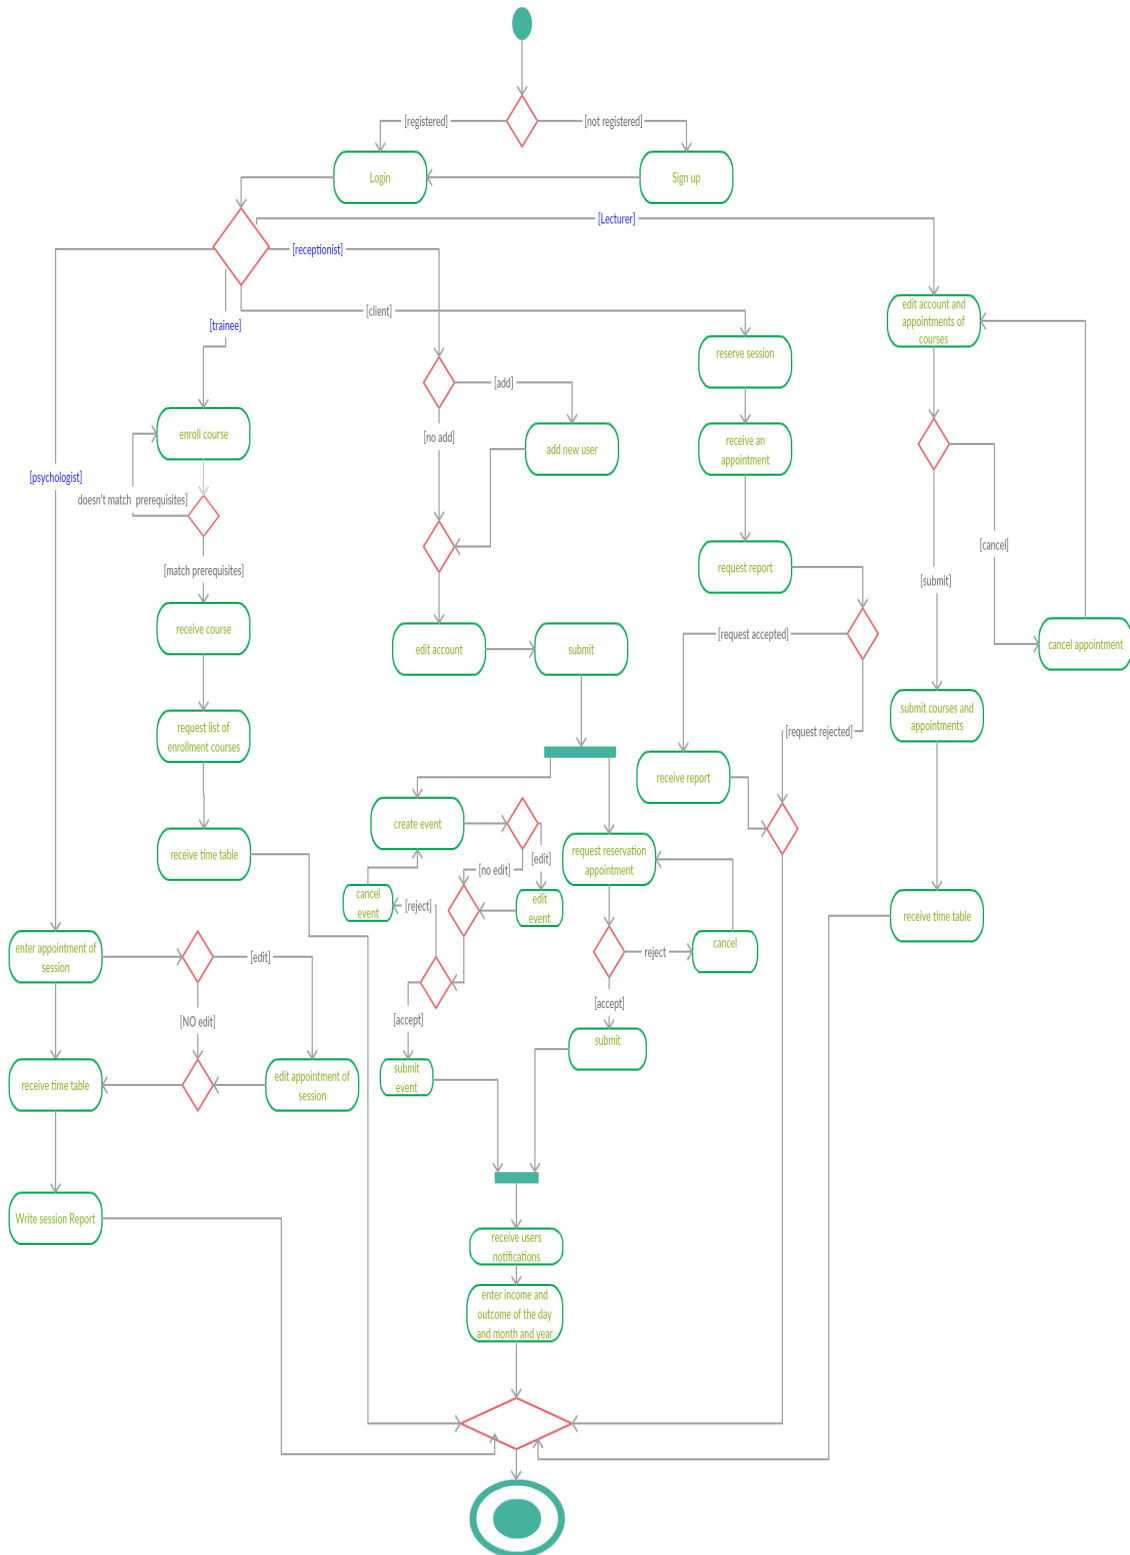 [registered]
[not registered]
Login
Sign up
[Lecturer]
[receptionist]
[client]
[trainee]
edit account and
appointments of
courses
reserve session
[add]
enroll course
[no add]
add new user
receive an
appointment
[psychologist]
doesn't match prerequisites]
[cancel]
[match prerequisites]
request report
[submit]
receive course
[request accepted]
edit account
submit
cancel appointment
request list of
enrollment courses
submit courses and
appointments
[request rejected]
receive report
create event
receive time table
[edit]
request reservation
appointment
[no edit]
cancel
event
[reject]
edit
event
receive time table
enter appointment of
session
[edit]
reject
cancel
[NO edit]
[accept]
[accept]
submit
receive time table
edit appointment of
session
submit
event
Write session Report
receive users
notifications
enter income and
outcome of the day
and month and year